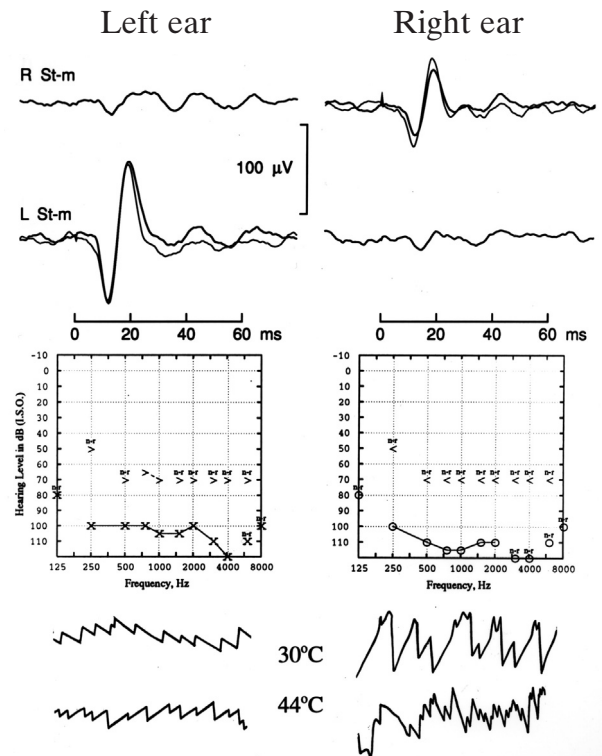 Left ear Right ear
R St-m
100 µV
L St-m
0 20 40 60 ms 0 20 40 60 ms
-10 -10
0 0
10 10
20 20
30 30
40 40
50 50
60 60
70 70
80 80
90 90
100 100
110 110
Hearing Level in dB (I.S.O.)
125 250 500 1000 2000 4000 8000 125 250 500 1000 2000 4000 8000
Frequency, Hz Frequency, Hz
30°C
44°C